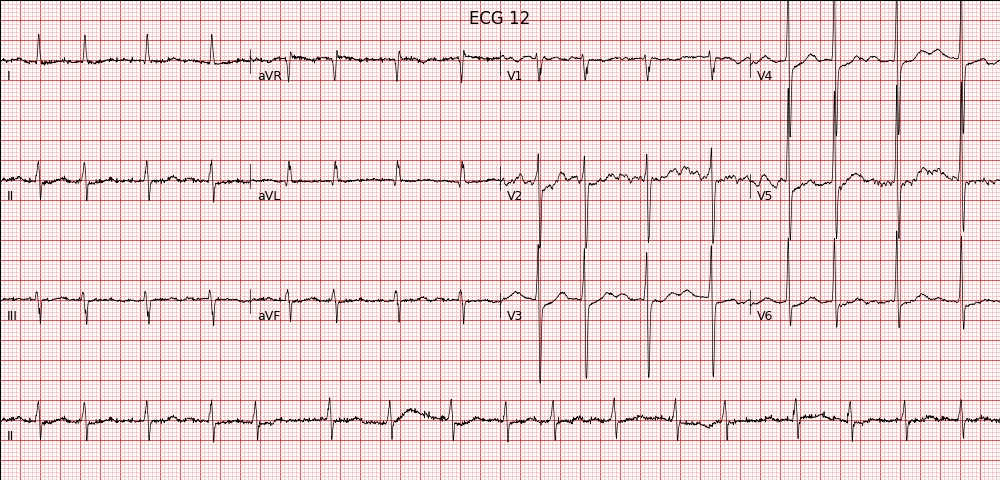 ECG 12
I aVR V1 V4
II aVL V2 V5
III aVF V3 V6
II